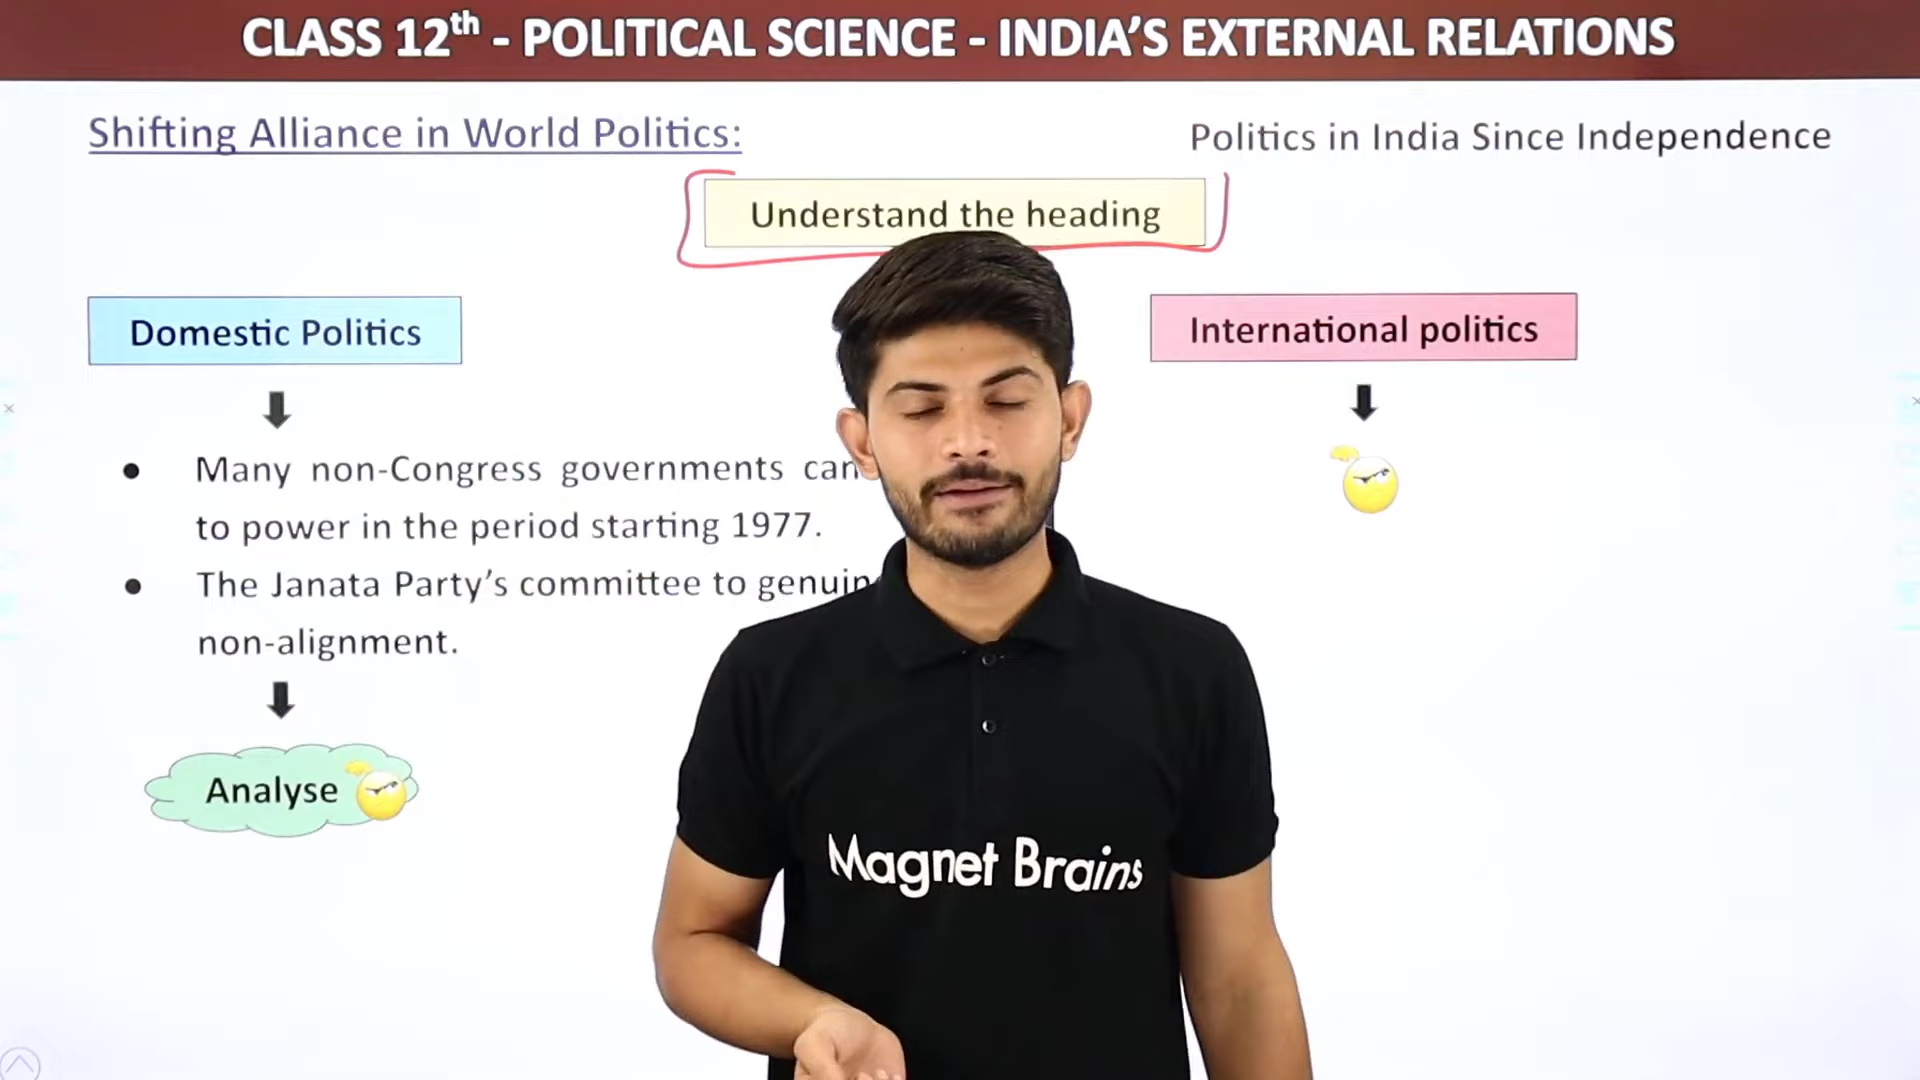 CLASS 12th - POLITICAL SCIENCE - INDIA'S EXTERNAL RELATIONS
Shifting Alliance in World Politics:
Politics in India Since Independence
Understand the heading
Domestic Politics
International politics
● Many non-Congress governments
to power in the period starting 1977.
● The Janata Party's committee to
non-alignment.
Analyse
Magnet Brains